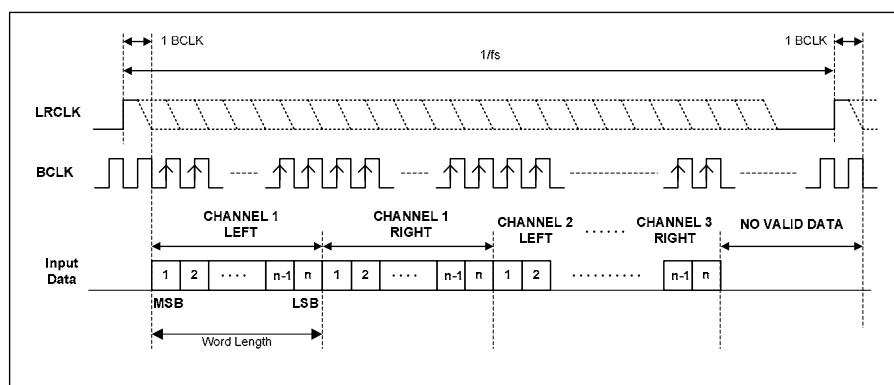 1 BCLK
1 BCLK
1/fs
LRCLK
BCLK
CHANNEL 1
LEFT
CHANNEL 1
RIGHT
CHANNEL 2
LEFT
CHANNEL 3
RIGHT
NO VALID DATA
Input
Data
1 2 n-1 n 1 2 n-1 n 1 2 n-1 n
MSB
LSB
Word Length